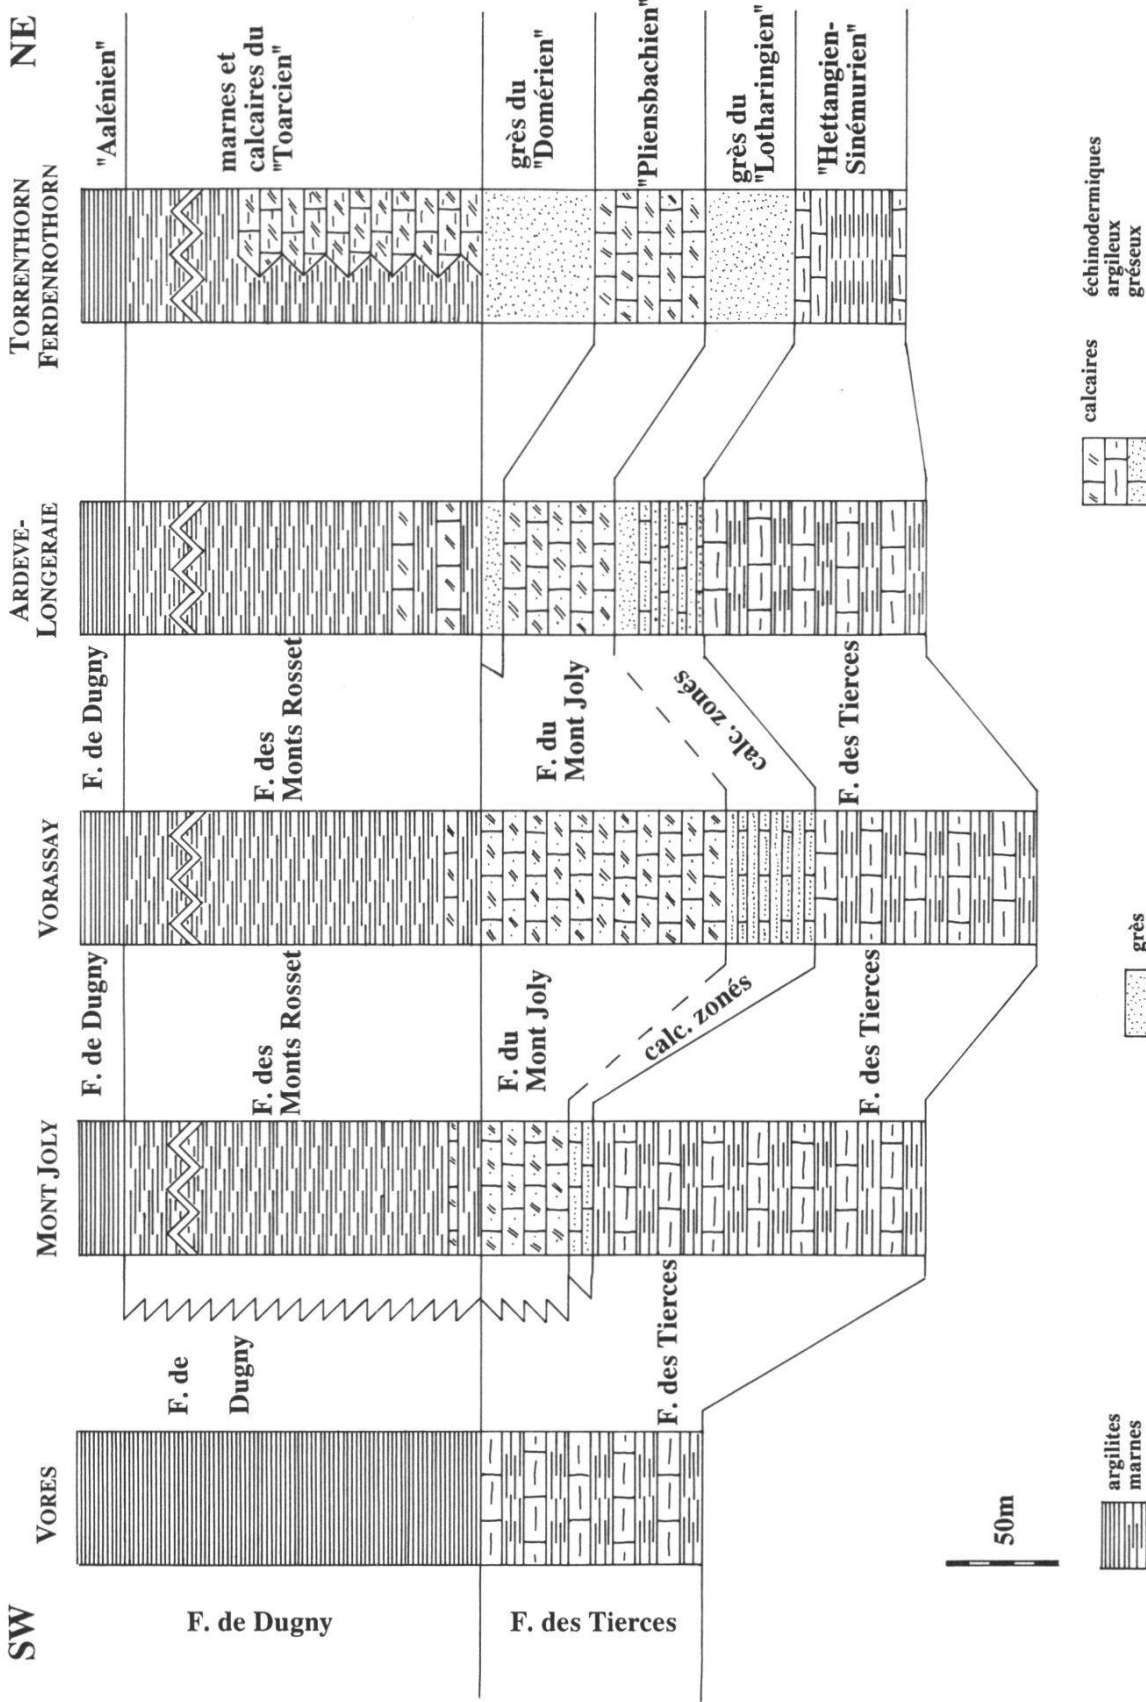 SW
NE
VORES
MONT JOLY
VORASSAY
ARDEVE-
LONGERAIE
TORRENTHORN
FERDENROTHORN
F. de Dugny
F. des Tierces
F. de
Dugny
F. des Tierces
F. de Dugny
F. des
Monts Rosset
F. du
Mont Joly
calc. zonés
F. des Tierces
F. de Dugny
F. des
Monts Rosset
F. du
Mont Joly
calc. zonés
F. des Tierces
"Aalénien"
marnes et
calcaires du
"Toarcien"
grès du
"Domérien"
"Pliensbachien"
grès du
"Lotharingien"
"Hettangien-
Sinémurien"
50m
argilites
marnes
grès
calcaires
échinodermiques
argileux
gréseux